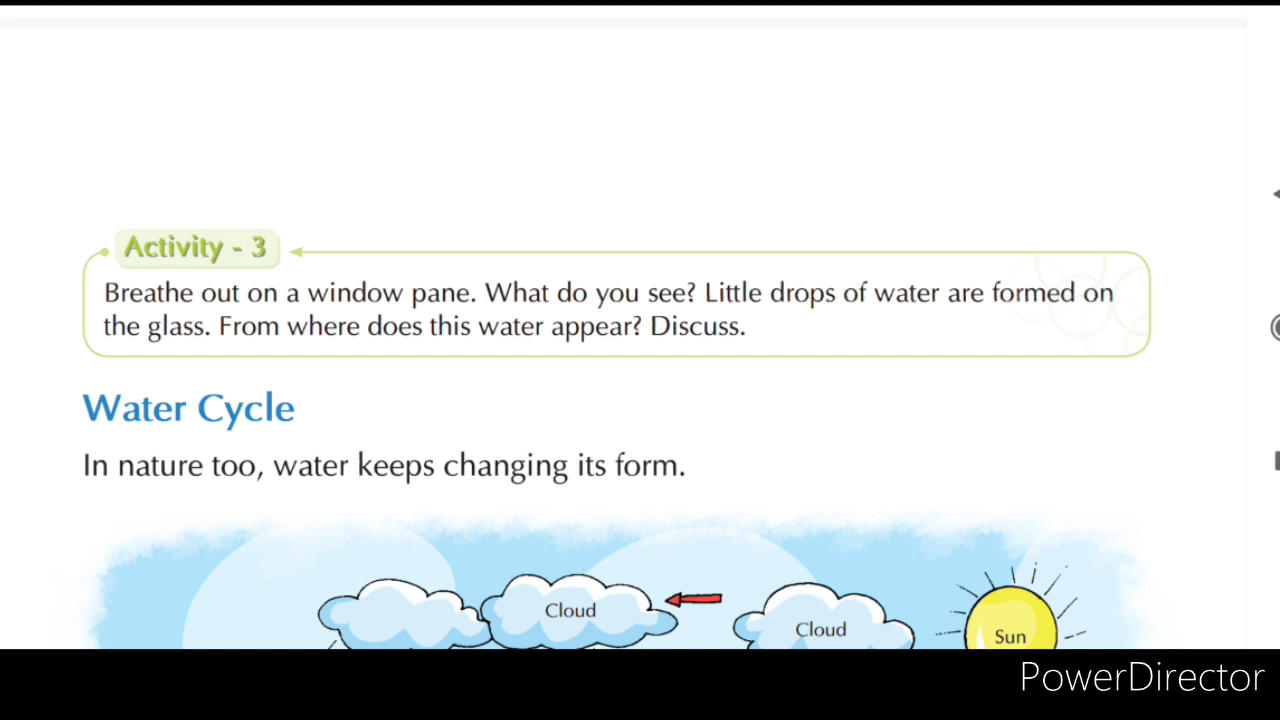 Activity - 3
Breathe out on a window pane. What do you see? Little drops of water are formed on
the glass. From where does this water appear? Discuss.
Water Cycle
In nature too, water keeps changing its form.
Cloud
Cloud
Sun
PowerDirector